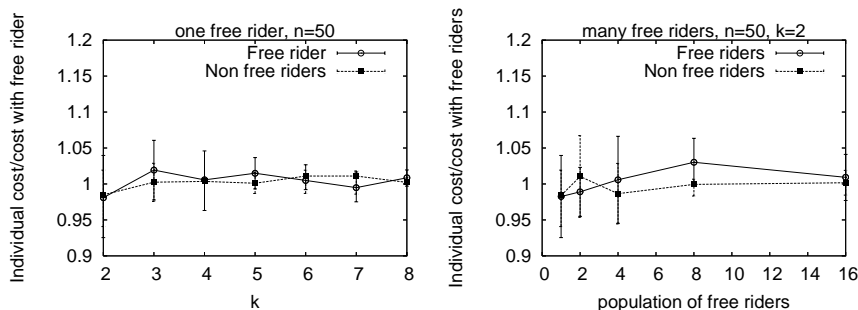 one free rider, n=50
Individual cost/cost with free rider
1.2
1.15
1.1
1.05
1
0.95
0.9
Free rider
Non free riders
2 3 4 5 6 7 8
k
many free riders, n=50, k=2
Individual cost/cost with free riders
1.2
1.15
1.1
1.05
1
0.95
0.9
Free riders
Non free riders
0 2 4 6 8 10 12 14 16
population of free riders